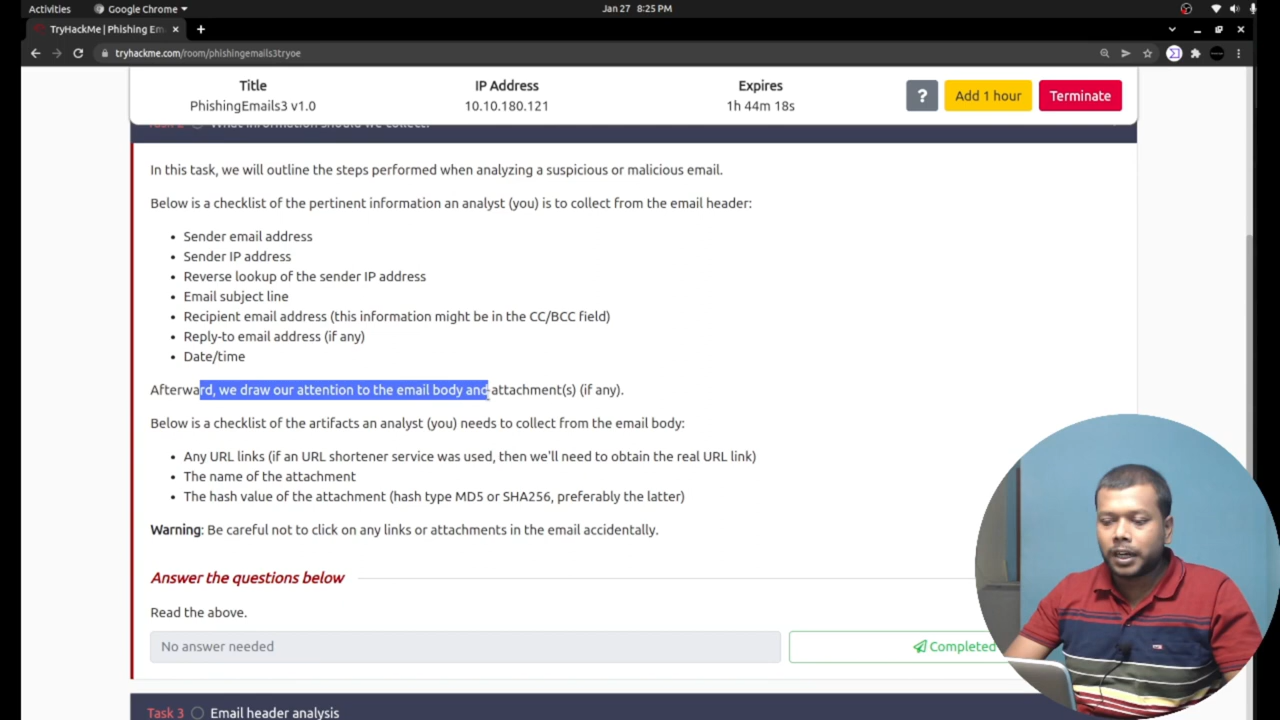 Activities
Google Chrome
Jan 27 8:25 PM
TryHackMe | Phishing Em
tryhackme.com/room/phishingemails3tryoe
Title
IP Address
Expires
PhishingEmails3 v1.0
10.10.180.121
1h 44m 18s
?
Add 1 hour
Terminate
What information should we collect?
In this task, we will outline the steps performed when analyzing a suspicious or malicious email.
Below is a checklist of the pertinent information an analyst (you) is to collect from the email header:
• Sender email address
• Sender IP address
• Reverse lookup of the sender IP address
• Email subject line
• Recipient email address (this information might be in the CC/BCC field)
• Reply-to email address (if any)
• Date/time
Afterward, we draw our attention to the email body and attachment(s) (if any).
Below is a checklist of the artifacts an analyst (you) needs to collect from the email body:
• Any URL links (if an URL shortener service was used, then we'll need to obtain the real URL link)
• The name of the attachment
• The hash value of the attachment (hash type MD5 or SHA256, preferably the latter)
Warning: Be careful not to click on any links or attachments in the email accidentally.
Answer the questions below
Read the above.
No answer needed
Completed
Task 3
Email header analysis